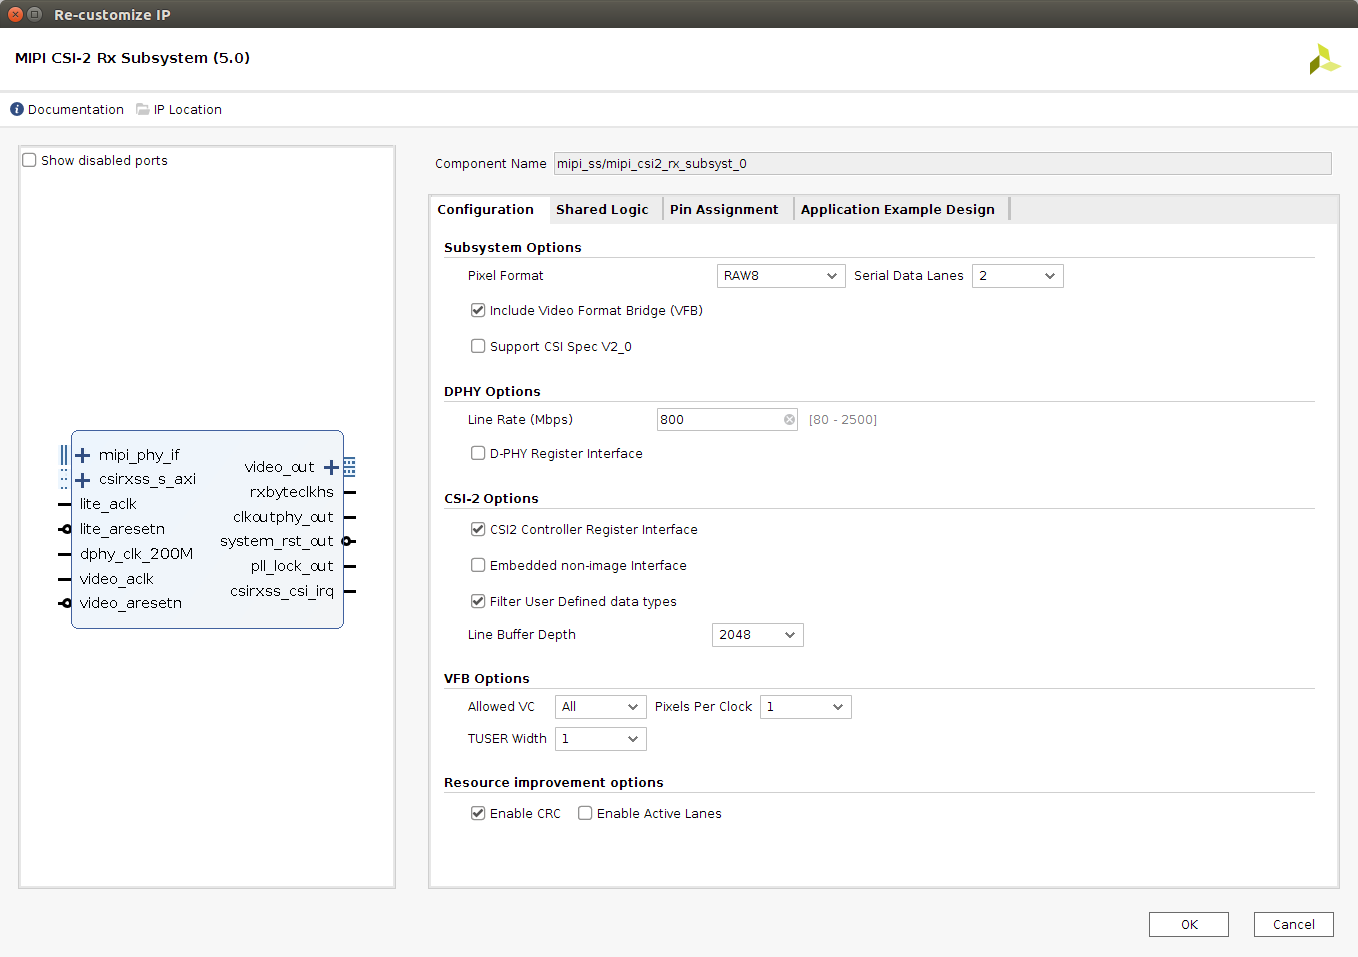 Re-customize IP
MIPI CSI-2 Rx Subsystem (5.0)
Documentation IP Location
Show disabled ports
mipi_phy_if
csirxss_s_axi
lite_aclk
lite_aresetn
dphy_clk_200M
video_aclk
video_aresetn
video_out
rxbyteclkhs
clkoutphy_out
system_rst_out
pll_lock_out
csirxss_csi_irq
Component Name mipi_ss/mipi_csi2_rx_subsyst_0
Configuration Shared Logic Pin Assignment Application Example Design
Subsystem Options
Pixel Format RAW8 Serial Data Lanes 2
Include Video Format Bridge (VFB)
Support CSI Spec V2_0
DPHY Options
Line Rate (Mbps) 800 [80 - 2500]
D-PHY Register Interface
CSI-2 Options
CSI2 Controller Register Interface
Embedded non-image Interface
Filter User Defined data types
Line Buffer Depth 2048
VFB Options
Allowed VC All Pixels Per Clock 1
TUSER Width 1
Resource improvement options
Enable CRC Enable Active Lanes
OK Cancel